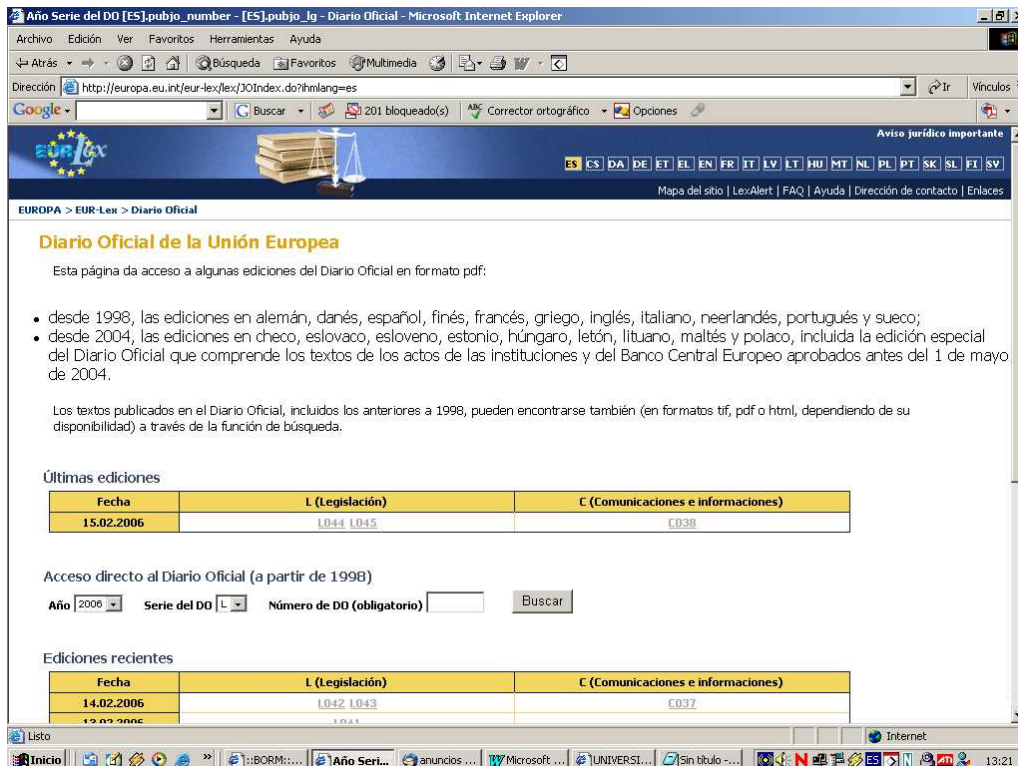 Año Serie del DO [ES].pubjo_number - [ES].pubjo_lg - Diario Oficial - Microsoft Internet Explorer
Archivo Edición Ver Favoritos Herramientas Ayuda
Atrás Búsqueda Favoritos Multimedia
Dirección http://europa.eu.int/eur-lex/lex/JOIndex.do?ihmlang=es Ir Vínculos
Google Buscar 201 bloqueado(s) Corrector ortográfico Opciones
Aviso jurídico importante
EUR lex
ES CS DA DE ET EL EN FR IT LV LT HU MT NL PL PT SK SL FI SV
Mapa del sitio | LexAlert | FAQ | Ayuda | Dirección de contacto | Enlaces
EUROPA > EUR-Lex > Diario Oficial
Diario Oficial de la Unión Europea
Esta página da acceso a algunas ediciones del Diario Oficial en formato pdf:
• desde 1998, las ediciones en alemán, danés, español, finés, francés, griego, inglés, italiano, neerlandés, portugués y sueco;
• desde 2004, las ediciones en checo, eslovaco, esloveno, estonio, húngaro, letón, lituano, maltés y polaco, incluida la edición especial
del Diario Oficial que comprende los textos de los actos de las instituciones y del Banco Central Europeo aprobados antes del 1 de mayo
de 2004.
Los textos publicados en el Diario Oficial, incluidos los anteriores a 1998, pueden encontrarse también (en formatos tif, pdf o html, dependiendo de su
disponibilidad) a través de la función de búsqueda.
Últimas ediciones
Fecha L (Legislación) C (Comunicaciones e informaciones)
15.02.2006 L044 L045 C038
Acceso directo al Diario Oficial (a partir de 1998)
Año 2006 Serie del DO L Número de DO (obligatorio) Buscar
Ediciones recientes
Fecha L (Legislación) C (Comunicaciones e informaciones)
14.02.2006 L042 L043 C037
13.02.2006 L041
Listo Internet
Inicio » ::BORM::... Año Seri... anuncios ... Microsoft ... UNIVERSI... Sin título -... ES 13:21